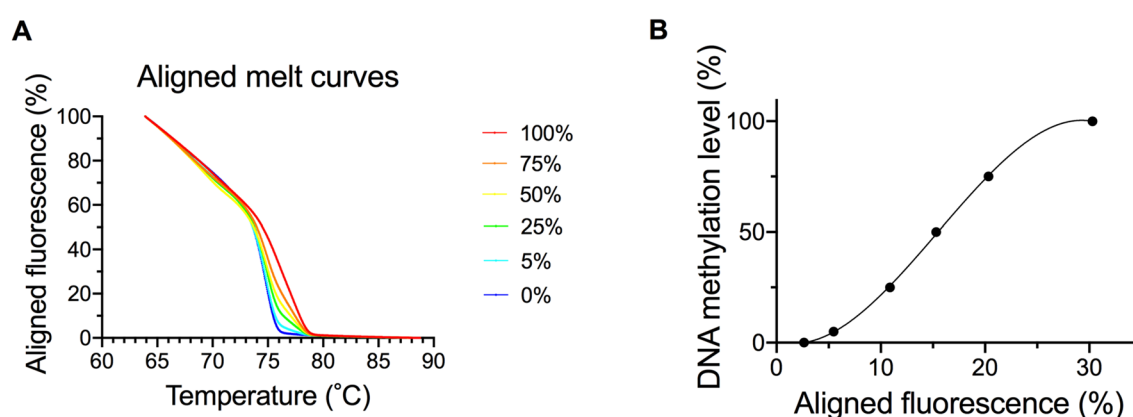 A
Aligned melt curves
Aligned fluorescence (%)
100
80
60
40
20
0
60 65 70 75 80 85 90
Temperature (˚C)
100%
75%
50%
25%
5%
0%
B
DNA methylation level (%)
100
50
0
0 10 20 30
Aligned fluorescence (%)